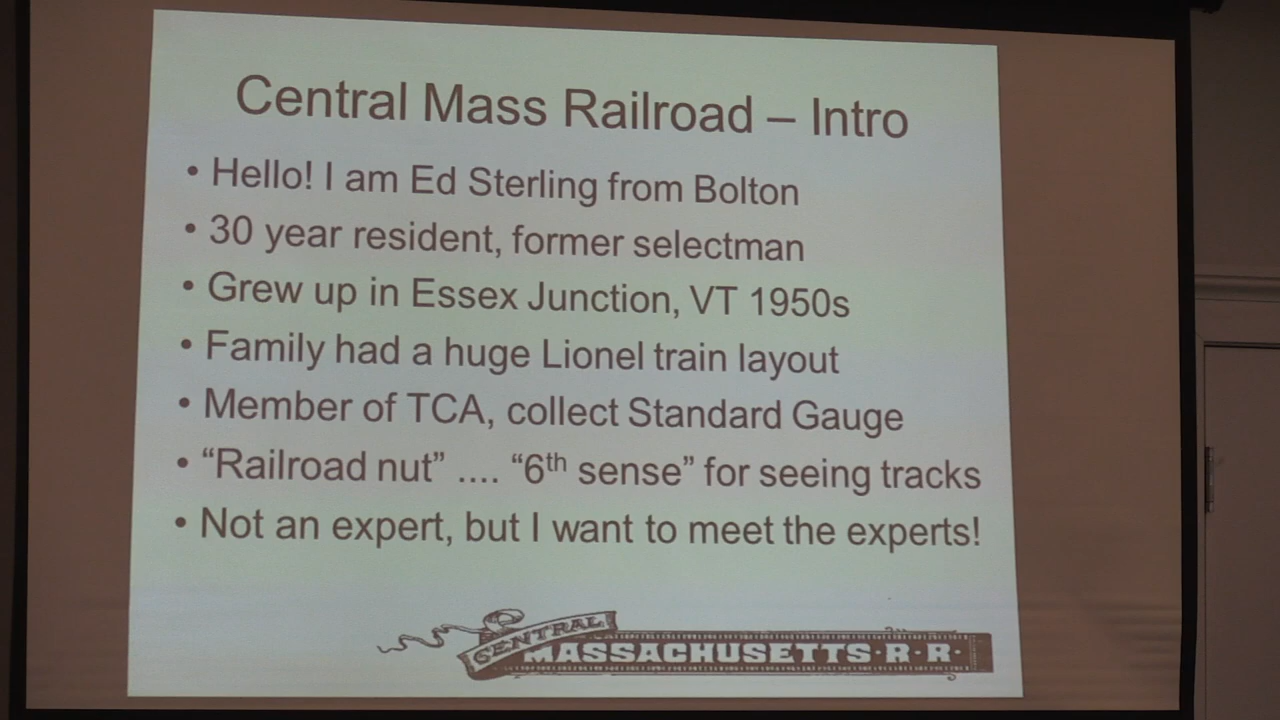 Central Mass Railroad – Intro
• Hello! I am Ed Sterling from Bolton
• 30 year resident, former selectman
• Grew up in Essex Junction, VT 1950s
• Family had a huge Lionel train layout
• Member of TCA, collect Standard Gauge
• “Railroad nut” .... “6th sense” for seeing tracks
• Not an expert, but I want to meet the experts!
CENTRAL
MASSACHUSETTS·R·R·